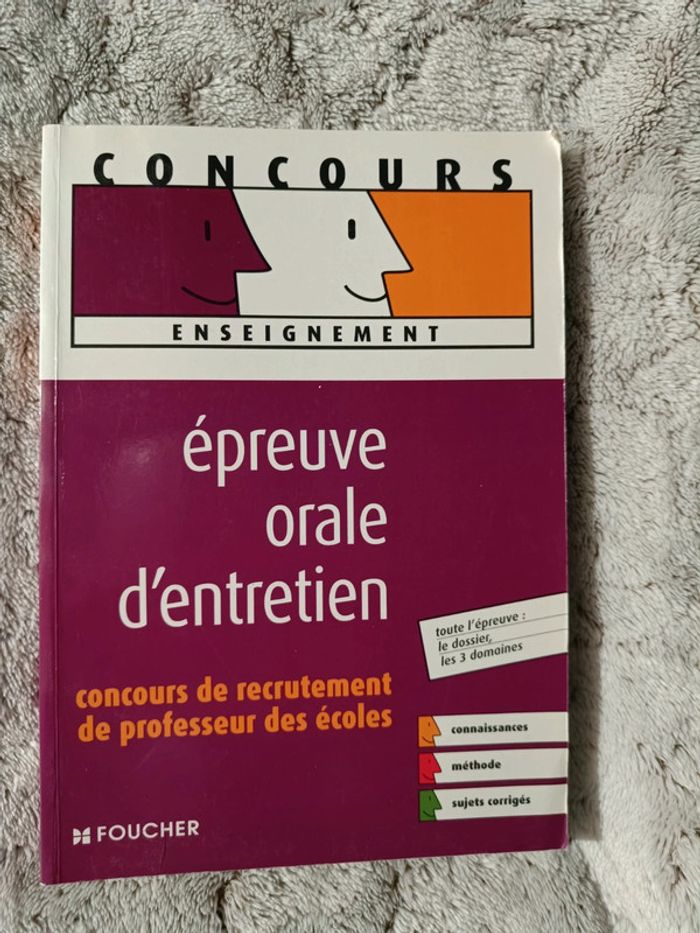 CONCOURS
ENSEIGNEMENT
épreuve
orale
d'entretien
toute l'épreuve :
le dossier,
les 3 domaines
concours de recrutement
de professeur des écoles
connaissances
méthode
sujets corrigés
FOUCHER